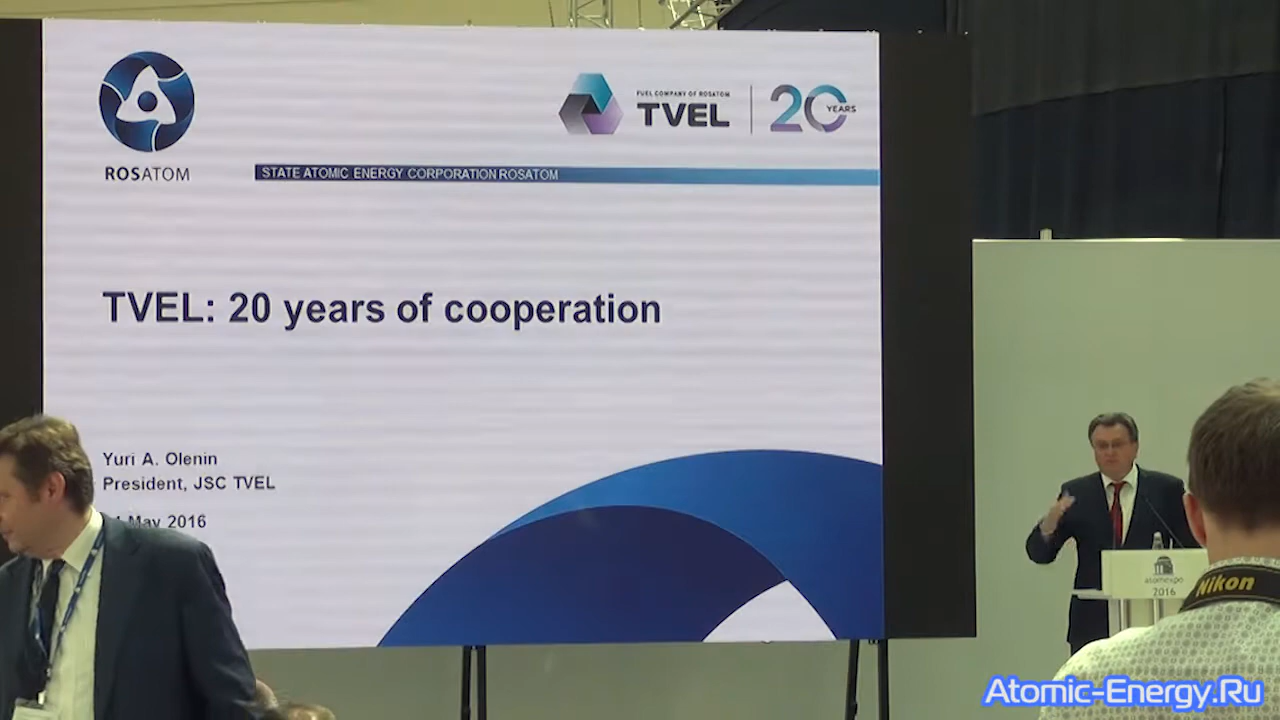 ROSATOM
FUEL COMPANY OF ROSATOM
TVEL
20 YEARS
STATE ATOMIC ENERGY CORPORATION ROSATOM
TVEL: 20 years of cooperation
Yuri A. Olenin
President, JSC TVEL
May 2016
atomexpo
2016
Nikon
Atomic-Energy.Ru